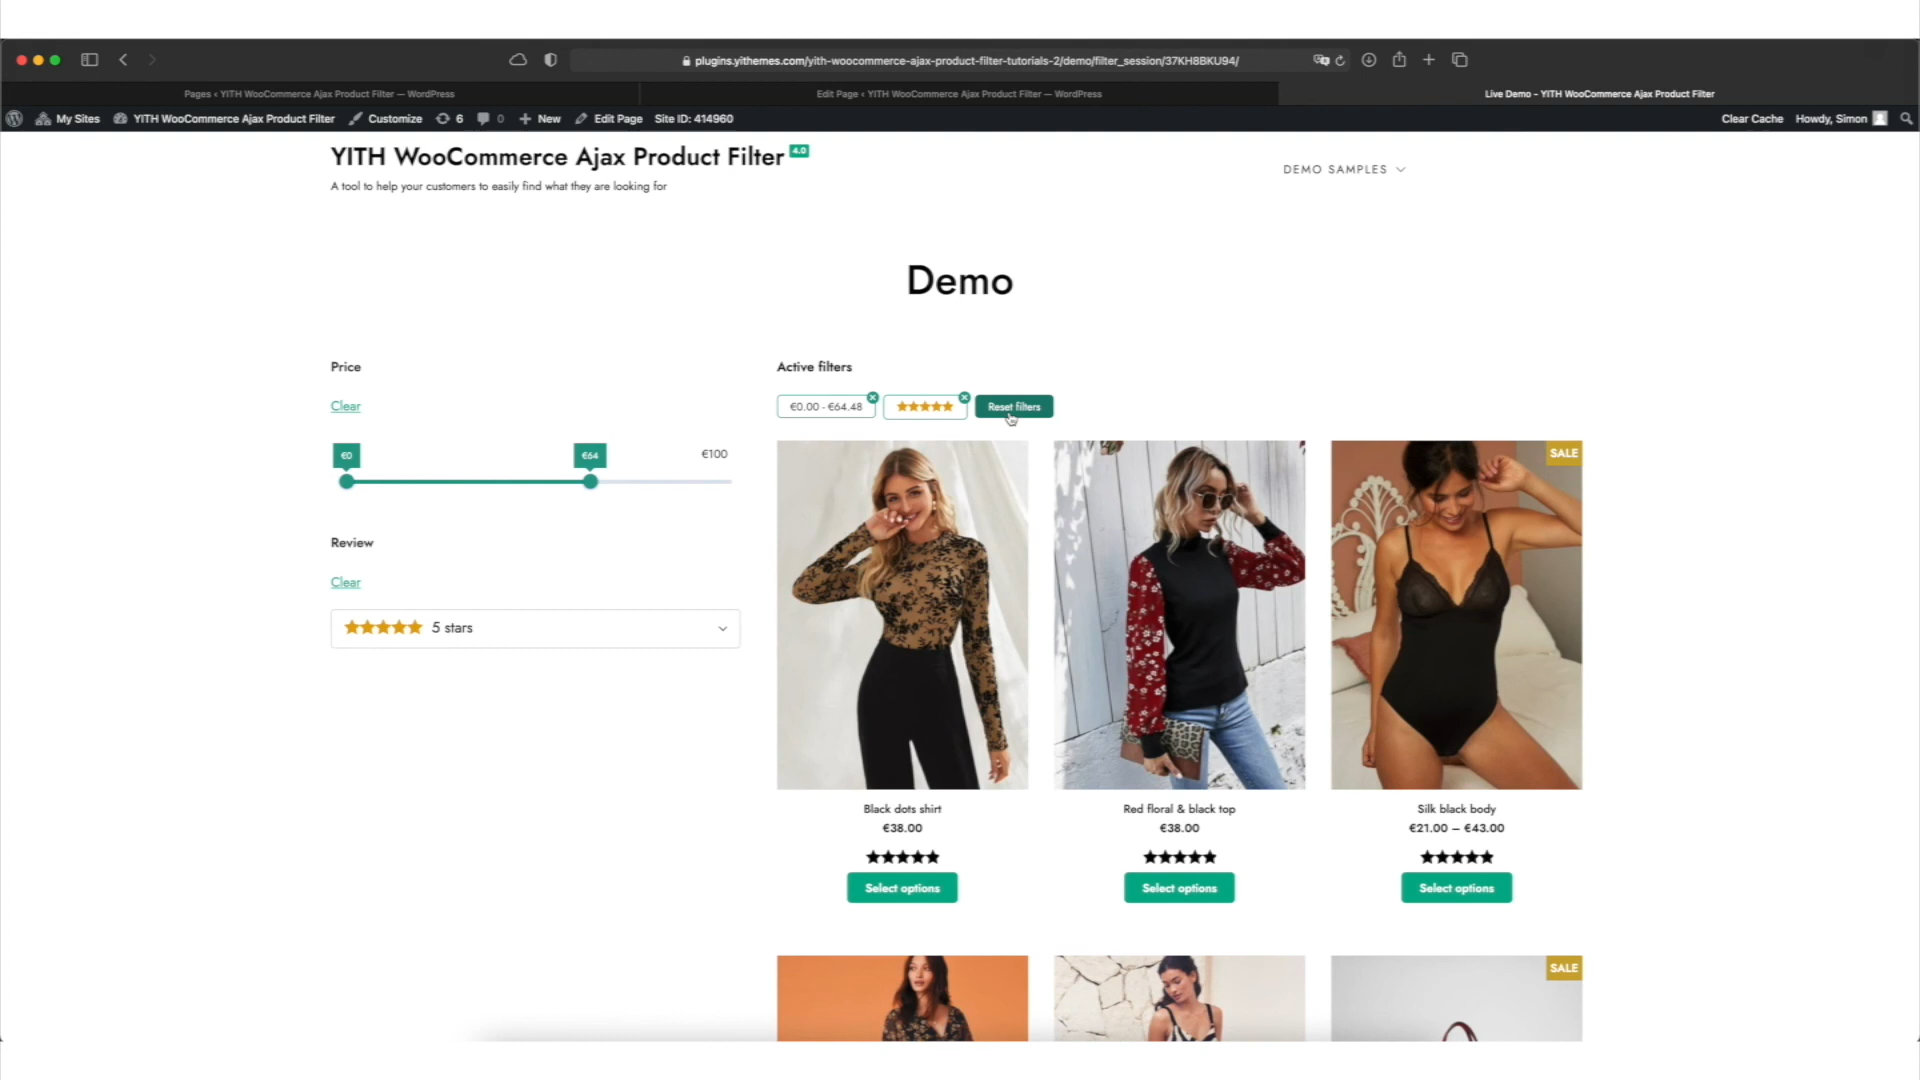 plugins.yithemes.com/yith-woocommerce-ajax-product-filter-tutorials-2/demo/filter_session/37KH8BKU94/
Pages < YITH WooCommerce Ajax Product Filter — WordPress
Edit Page < YITH WooCommerce Ajax Product Filter — WordPress
Live Demo – YITH WooCommerce Ajax Product Filter
My Sites YITH WooCommerce Ajax Product Filter Customize 6 0 New Edit Page Site ID: 414960 Clear Cache Howdy, Simon
YITH WooCommerce Ajax Product Filter 4.0
A tool to help your customers to easily find what they are looking for
DEMO SAMPLES
Demo
Price
Clear
€0
€64
€100
Review
Clear
5 stars
Active filters
€0.00 - €64.48
Reset filters
SALE
Black dots shirt
€38.00
Select options
Red floral & black top
€38.00
Select options
Silk black body
€21.00 – €43.00
Select options
SALE